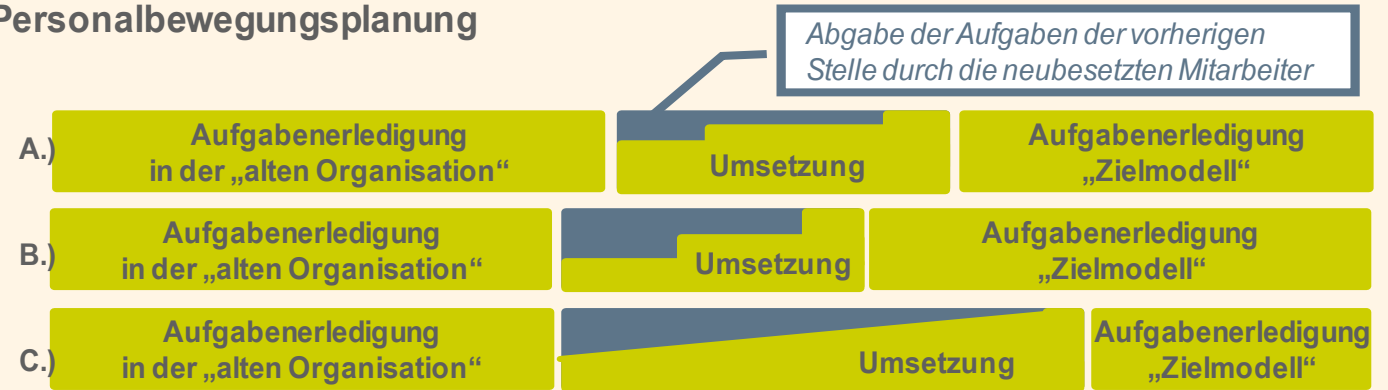 Personalbewegungsplanung
Abgabe der Aufgaben der vorherigen
Stelle durch die neubesetzten Mitarbeiter
A.)
Aufgabenerledigung
in der „alten Organisation“
Umsetzung
Aufgabenerledigung
„Zielmodell“
B.)
Aufgabenerledigung
in der „alten Organisation“
Umsetzung
Aufgabenerledigung
„Zielmodell“
C.)
Aufgabenerledigung
in der „alten Organisation“
Umsetzung
Aufgabenerledigung
„Zielmodell“